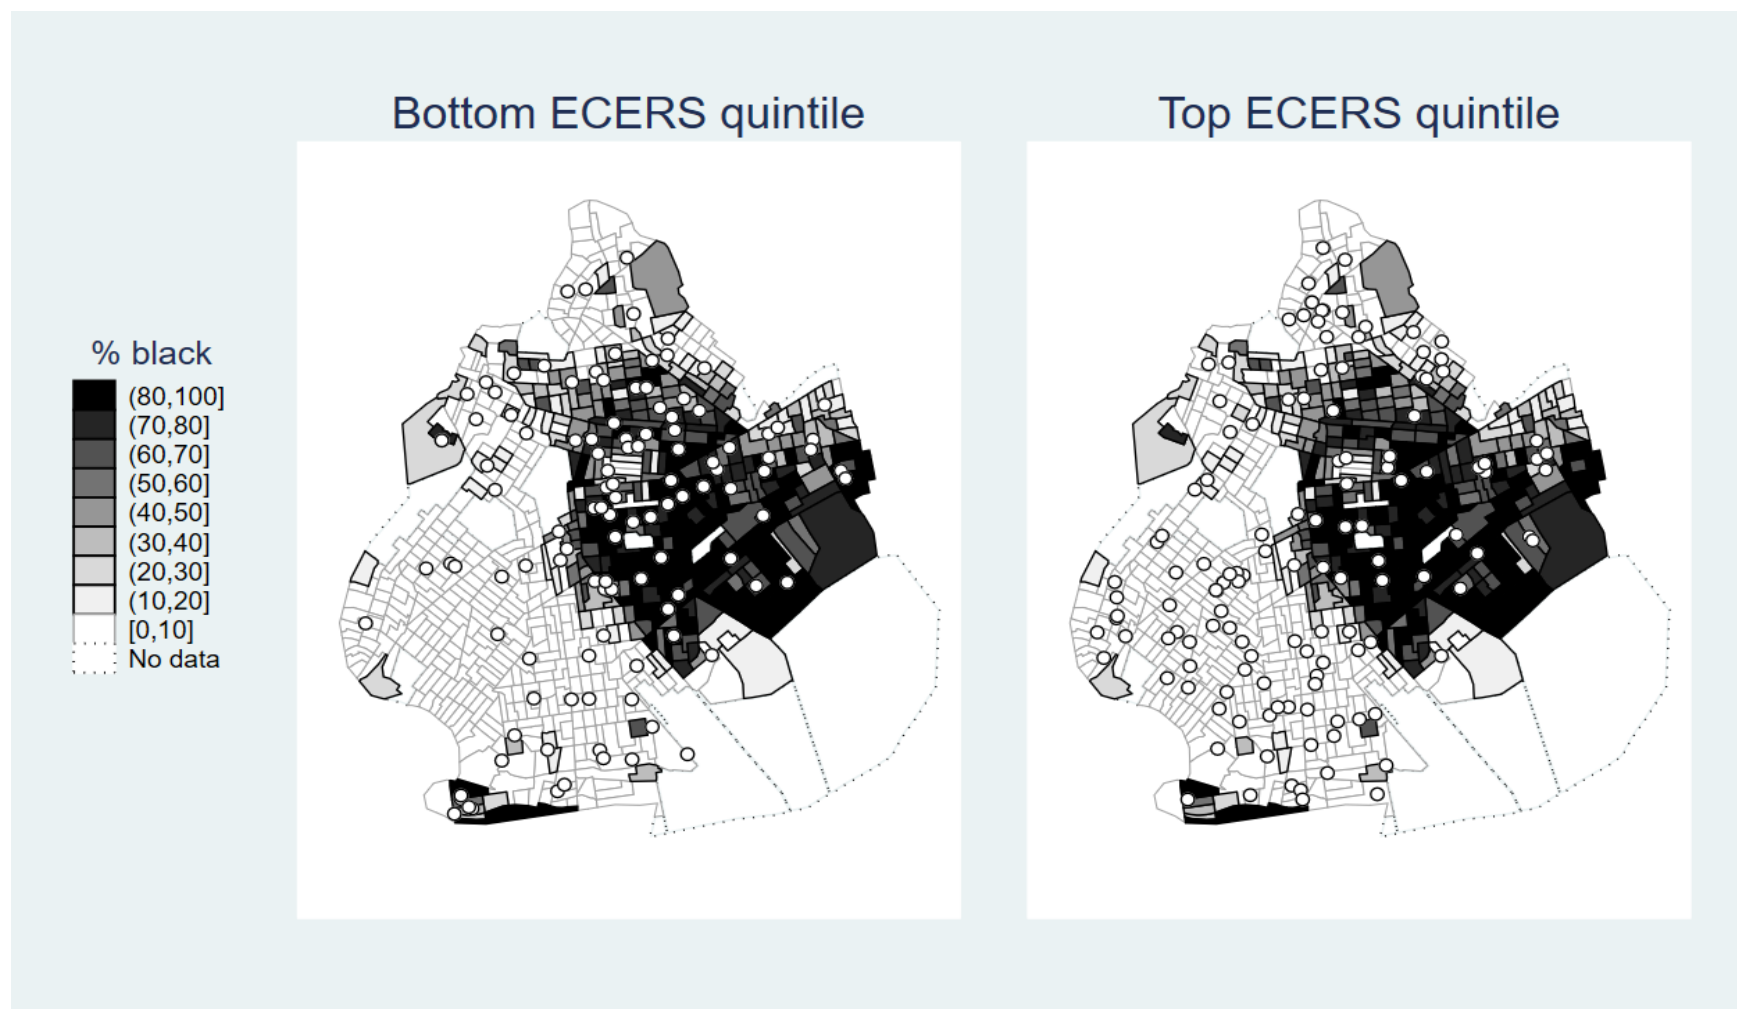 Bottom ECERS quintile
Top ECERS quintile
% black
(80,100]
(70,80]
(60,70]
(50,60]
(40,50]
(30,40]
(20,30]
(10,20]
[0,10]
No data